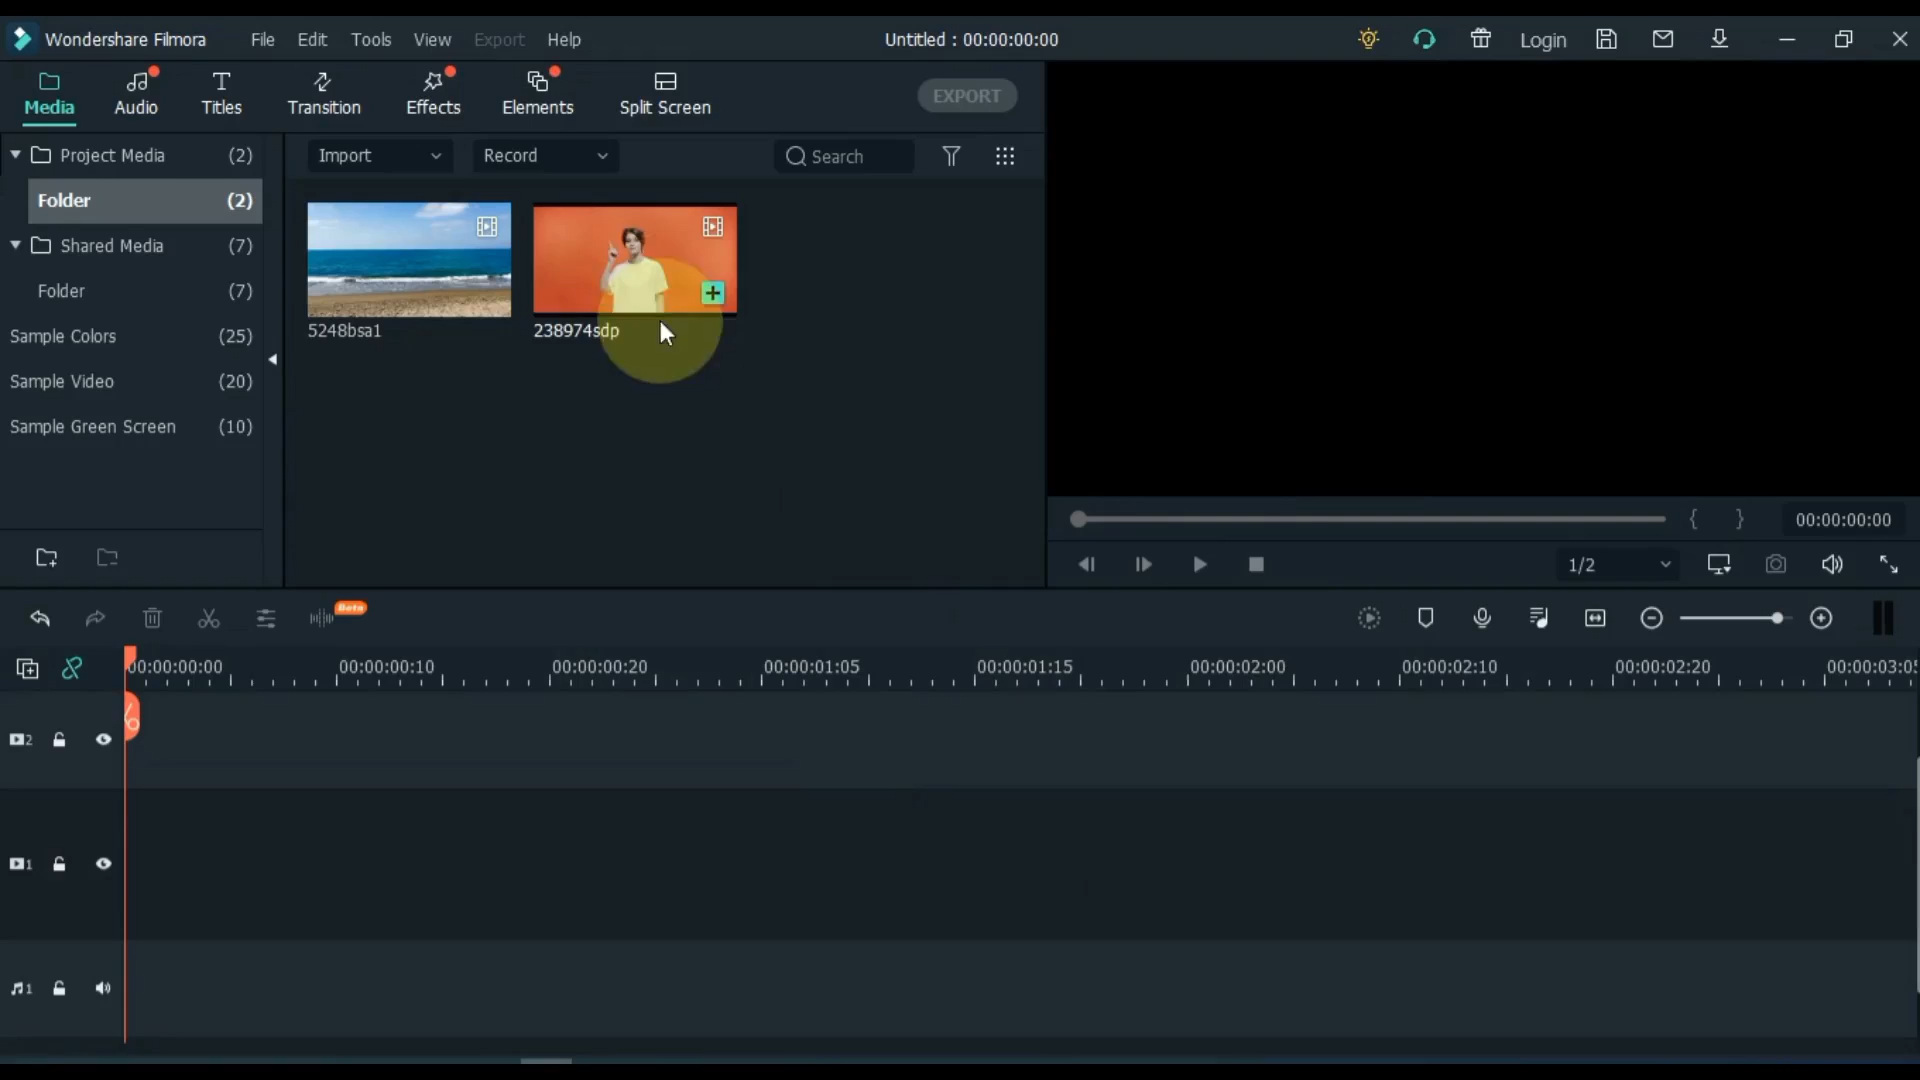 Wondershare Filmora File Edit Tools View Export Help Untitled : 00:00:00:00 Login
Media Audio Titles Transition Effects Elements Split Screen EXPORT
Project Media (2) Import Record Search
Folder (2)
Shared Media (7)
Folder (7)
Sample Colors (25)
Sample Video (20)
Sample Green Screen (10)
5248bsa1 238974sdp
{ } 00:00:00:00
1/2
Beta
00:00:00:00 00:00:00:10 00:00:00:20 00:00:01:05 00:00:01:15 00:00:02:00 00:00:02:10 00:00:02:20 00:00:03:05
2
1
1